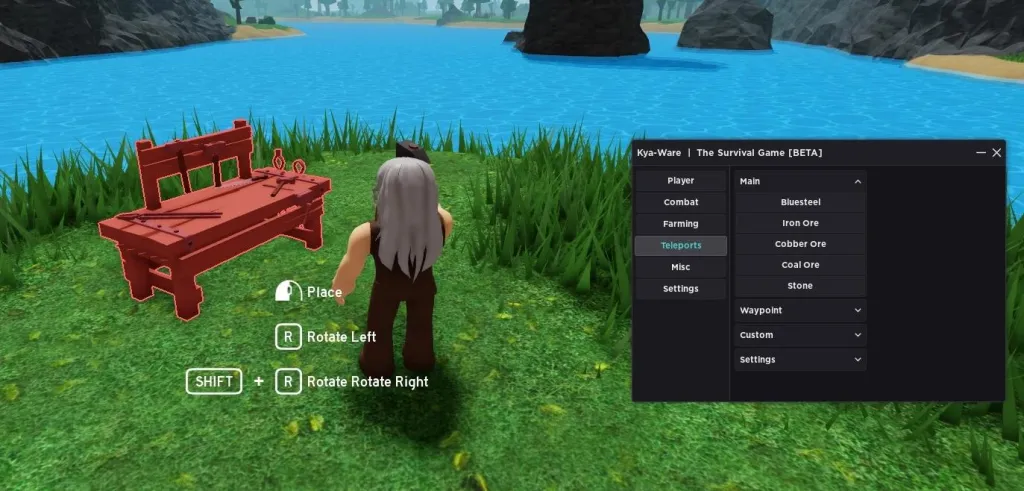 Kya-Ware | The Survival Game [BETA]
Player
Combat
Farming
Teleports
Misc
Settings
Main
Bluesteel
Iron Ore
Cobber Ore
Coal Ore
Stone
Waypoint
Custom
Settings
Place
R Rotate Left
SHIFT + R Rotate Rotate Right